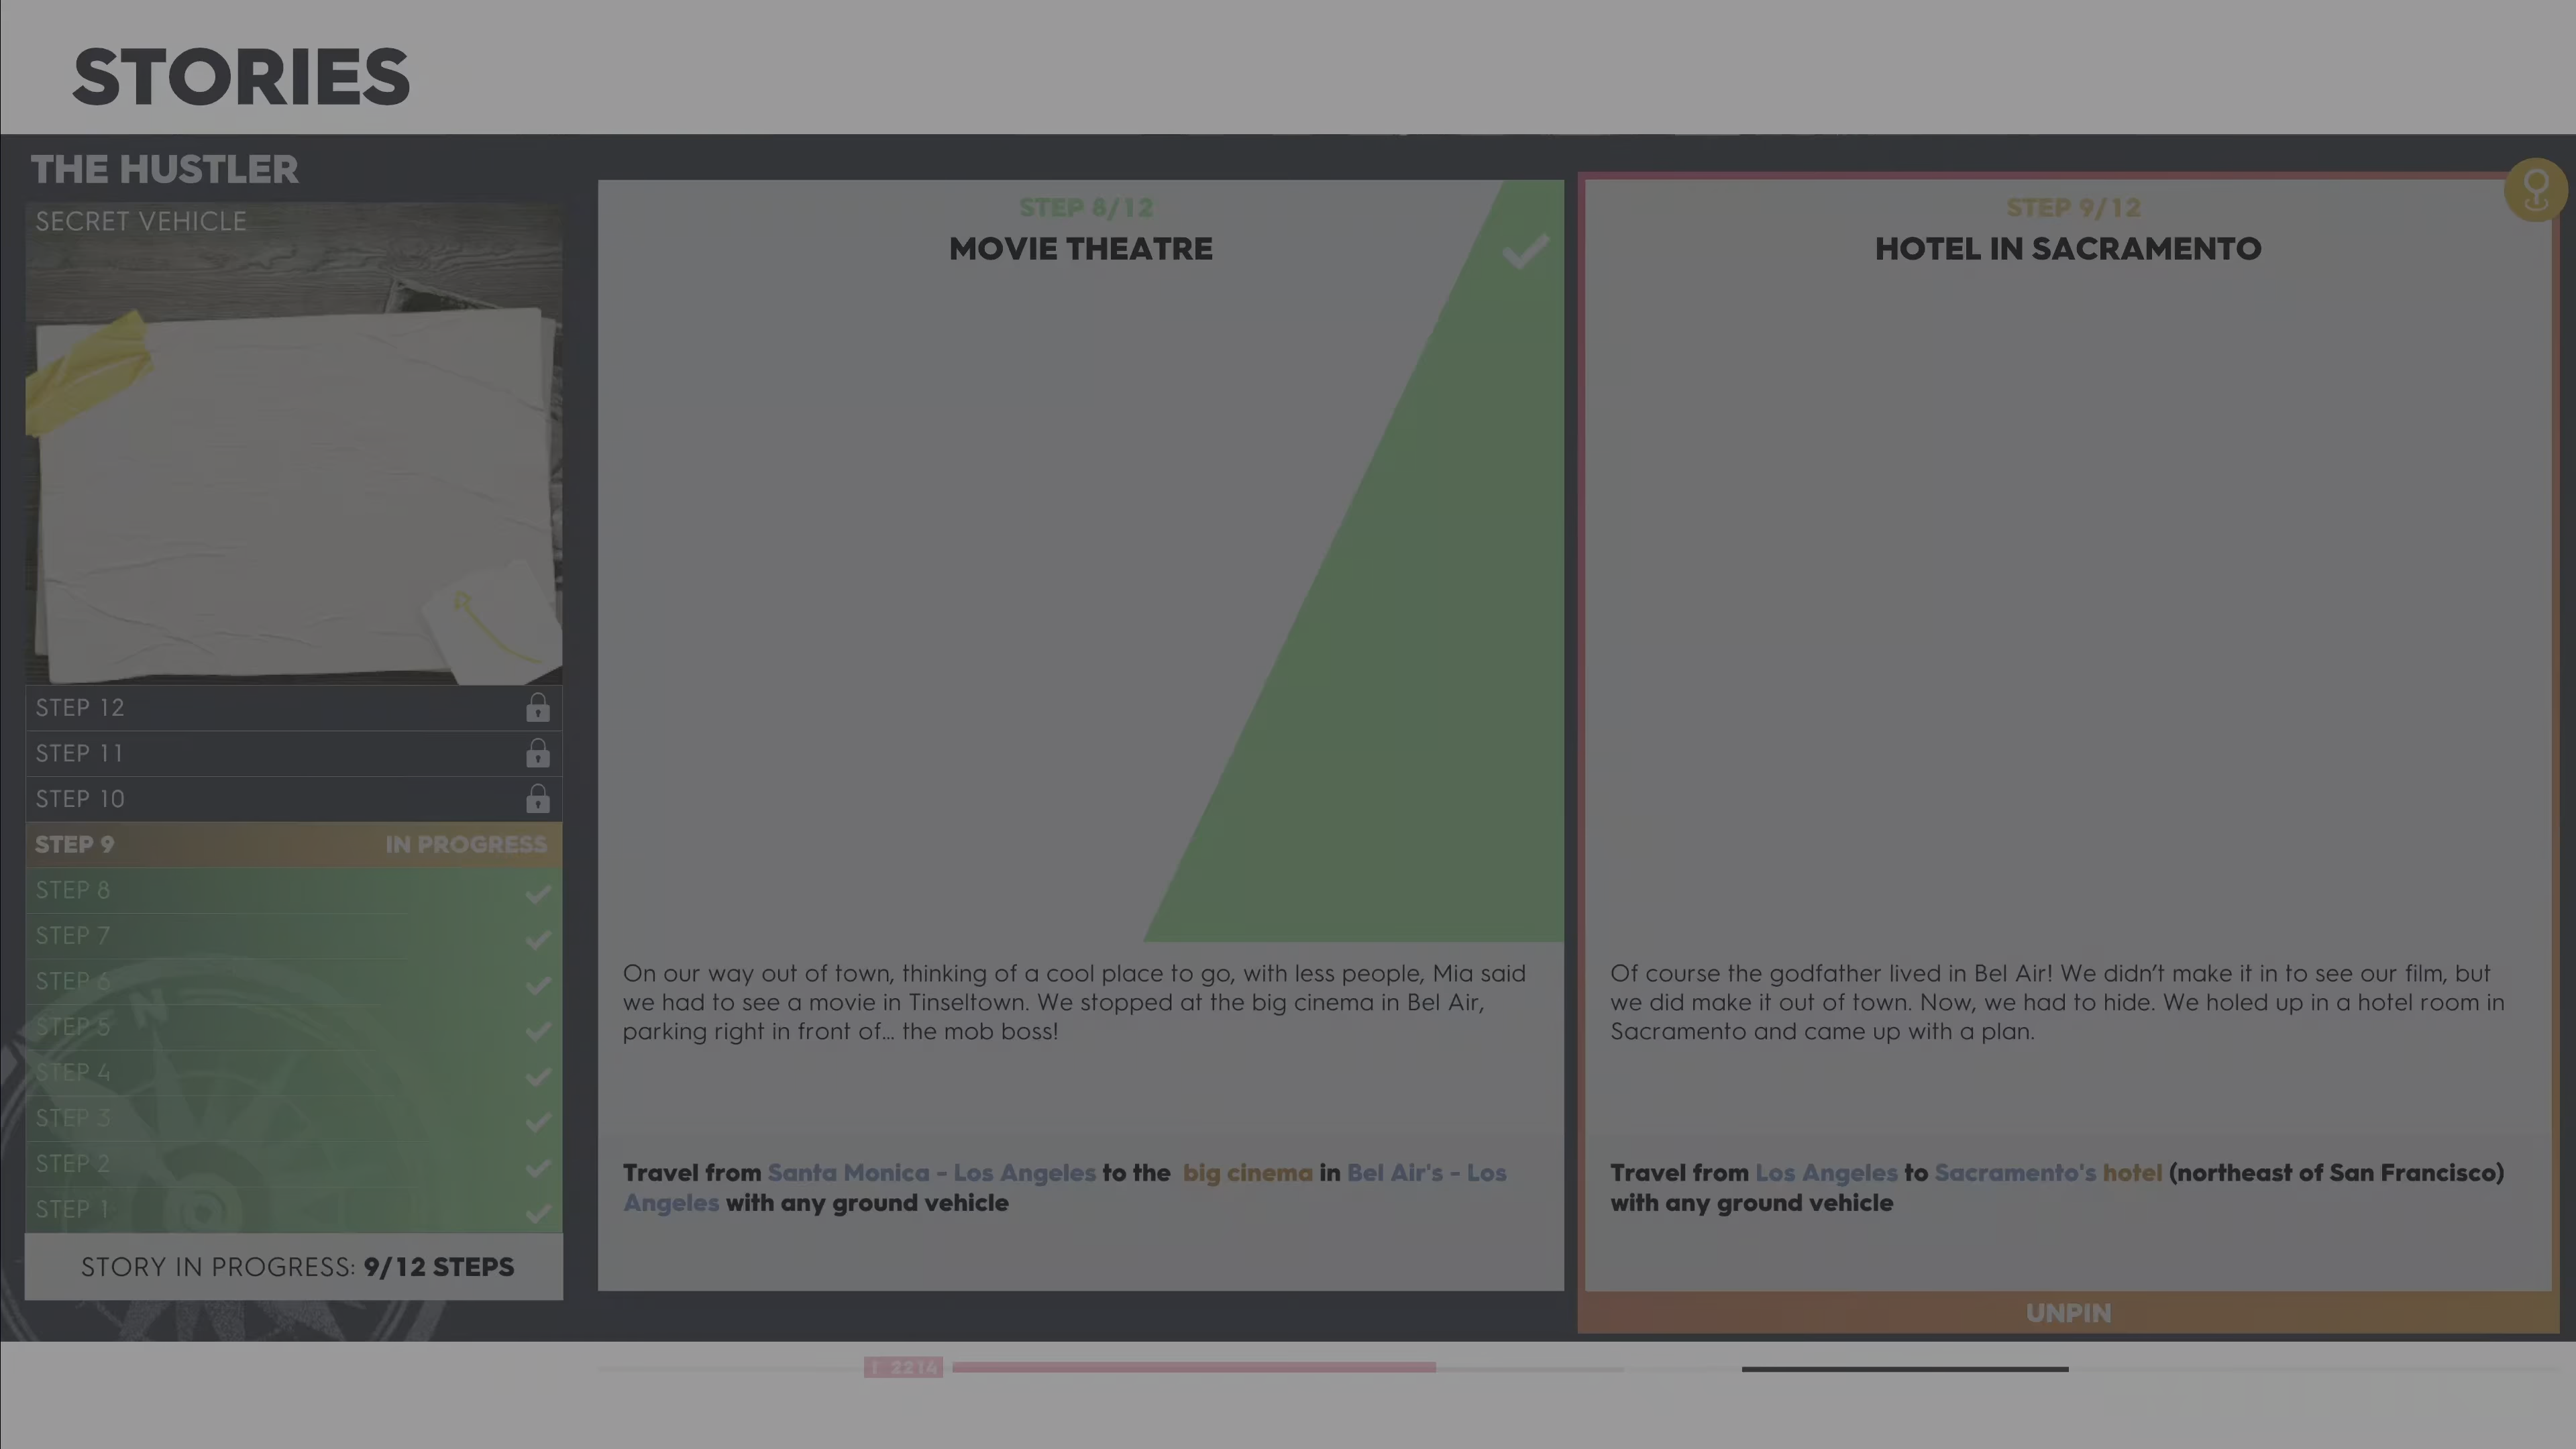 STORIES
THE HUSTLER
SECRET VEHICLE
STEP 12
STEP 11
STEP 10
STEP 9 IN PROGRESS
STEP 8
STEP 7
STEP 6
STEP 5
STEP 4
STEP 3
STEP 2
STEP 1
STORY IN PROGRESS: 9/12 STEPS
STEP 8/12
MOVIE THEATRE
On our way out of town, thinking of a cool place to go, with less people, Mia said
we had to see a movie in Tinseltown. We stopped at the big cinema in Bel Air,
parking right in front of... the mob boss!
Travel from Santa Monica - Los Angeles to the big cinema in Bel Air's - Los
Angeles with any ground vehicle
STEP 9/12
HOTEL IN SACRAMENTO
Of course the godfather lived in Bel Air! We didn't make it in to see our film, but
we did make it out of town. Now, we had to hide. We holed up in a hotel room in
Sacramento and came up with a plan.
Travel from Los Angeles to Sacramento's hotel (northeast of San Francisco)
with any ground vehicle
UNPIN
2214